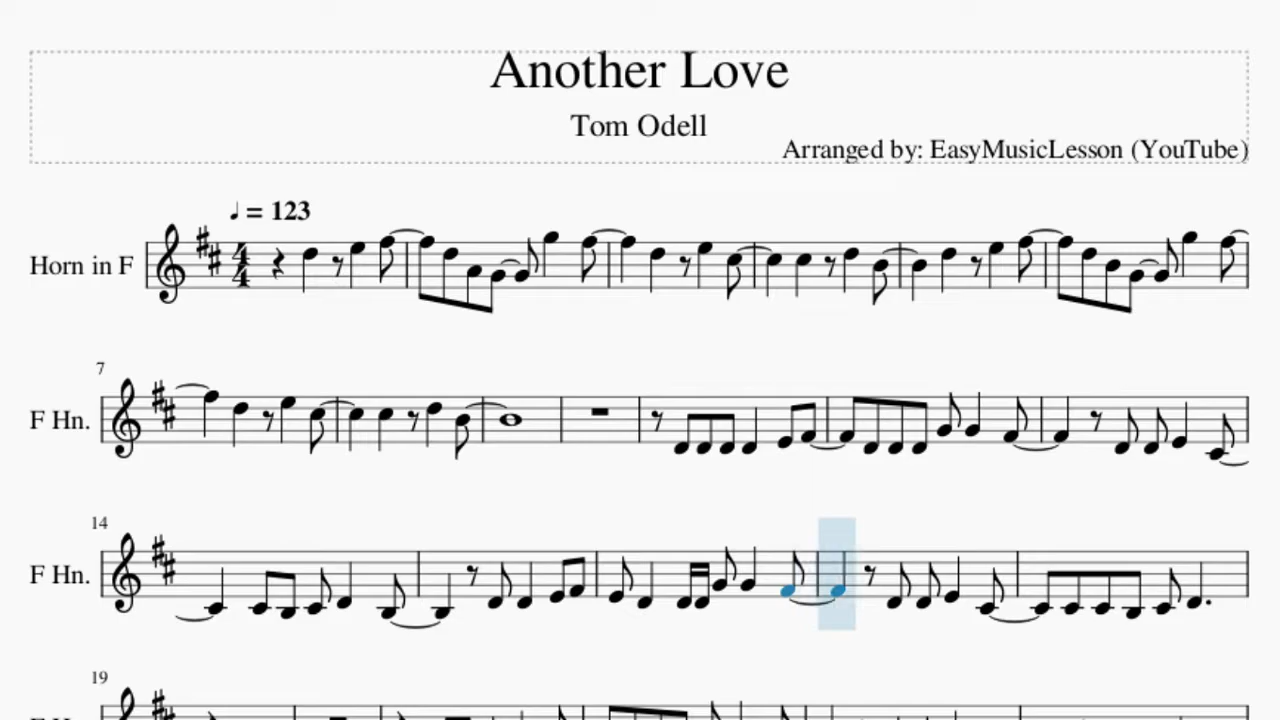 Another Love
Tom Odell
Arranged by: EasyMusicLesson (YouTube)
♩ = 123
Horn in F
4
4
7
F Hn.
14
F Hn.
19